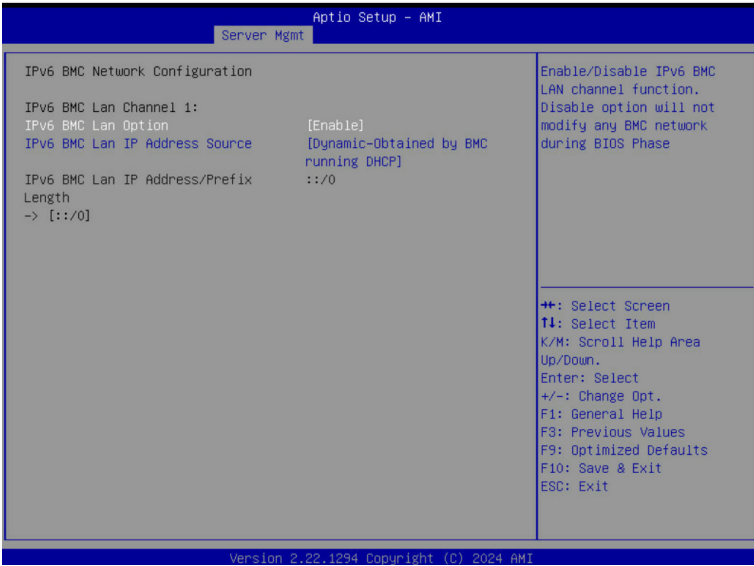 Aptio Setup – AMI
Server Mgmt
IPv6 BMC Network Configuration
IPv6 BMC Lan Channel 1:
IPv6 BMC Lan Option [Enable]
IPv6 BMC Lan IP Address Source [Dynamic-Obtained by BMC
running DHCP]
IPv6 BMC Lan IP Address/Prefix ::/0
Length
-> [::/0]
Enable/Disable IPv6 BMC
LAN channel function.
Disable option will not
modify any BMC network
during BIOS Phase
→←: Select Screen
↑↓: Select Item
K/M: Scroll Help Area
Up/Down.
Enter: Select
+/-: Change Opt.
F1: General Help
F3: Previous Values
F9: Optimized Defaults
F10: Save & Exit
ESC: Exit
Version 2.22.1294 Copyright (C) 2024 AMI